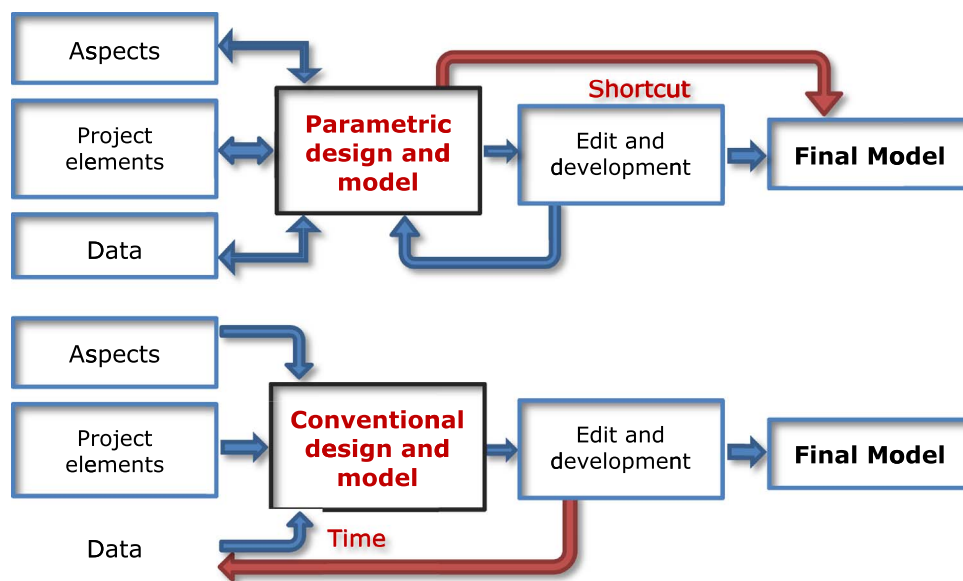 Aspects
Project
elements
Data
Parametric
design and
model
Shortcut
Edit and
development
Final Model
Aspects
Project
elements
Data
Conventional
design and
model
Time
Edit and
development
Final Model